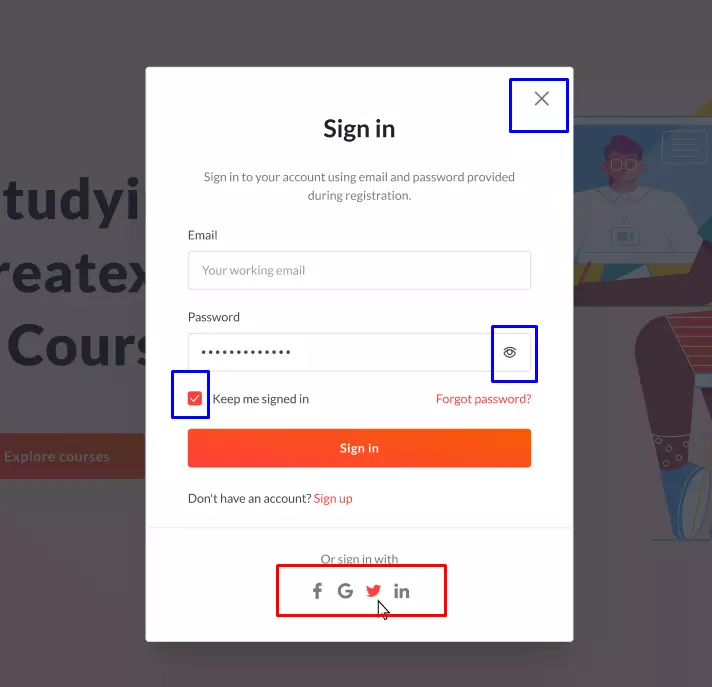 Sign in
Sign in to your account using email and password provided
during registration.
Email
Your working email
Password
Keep me signed in
Forgot password?
Sign in
Don't have an account? Sign up
Or sign in with
f G in
tudyi
reatex
Cours
Explore courses